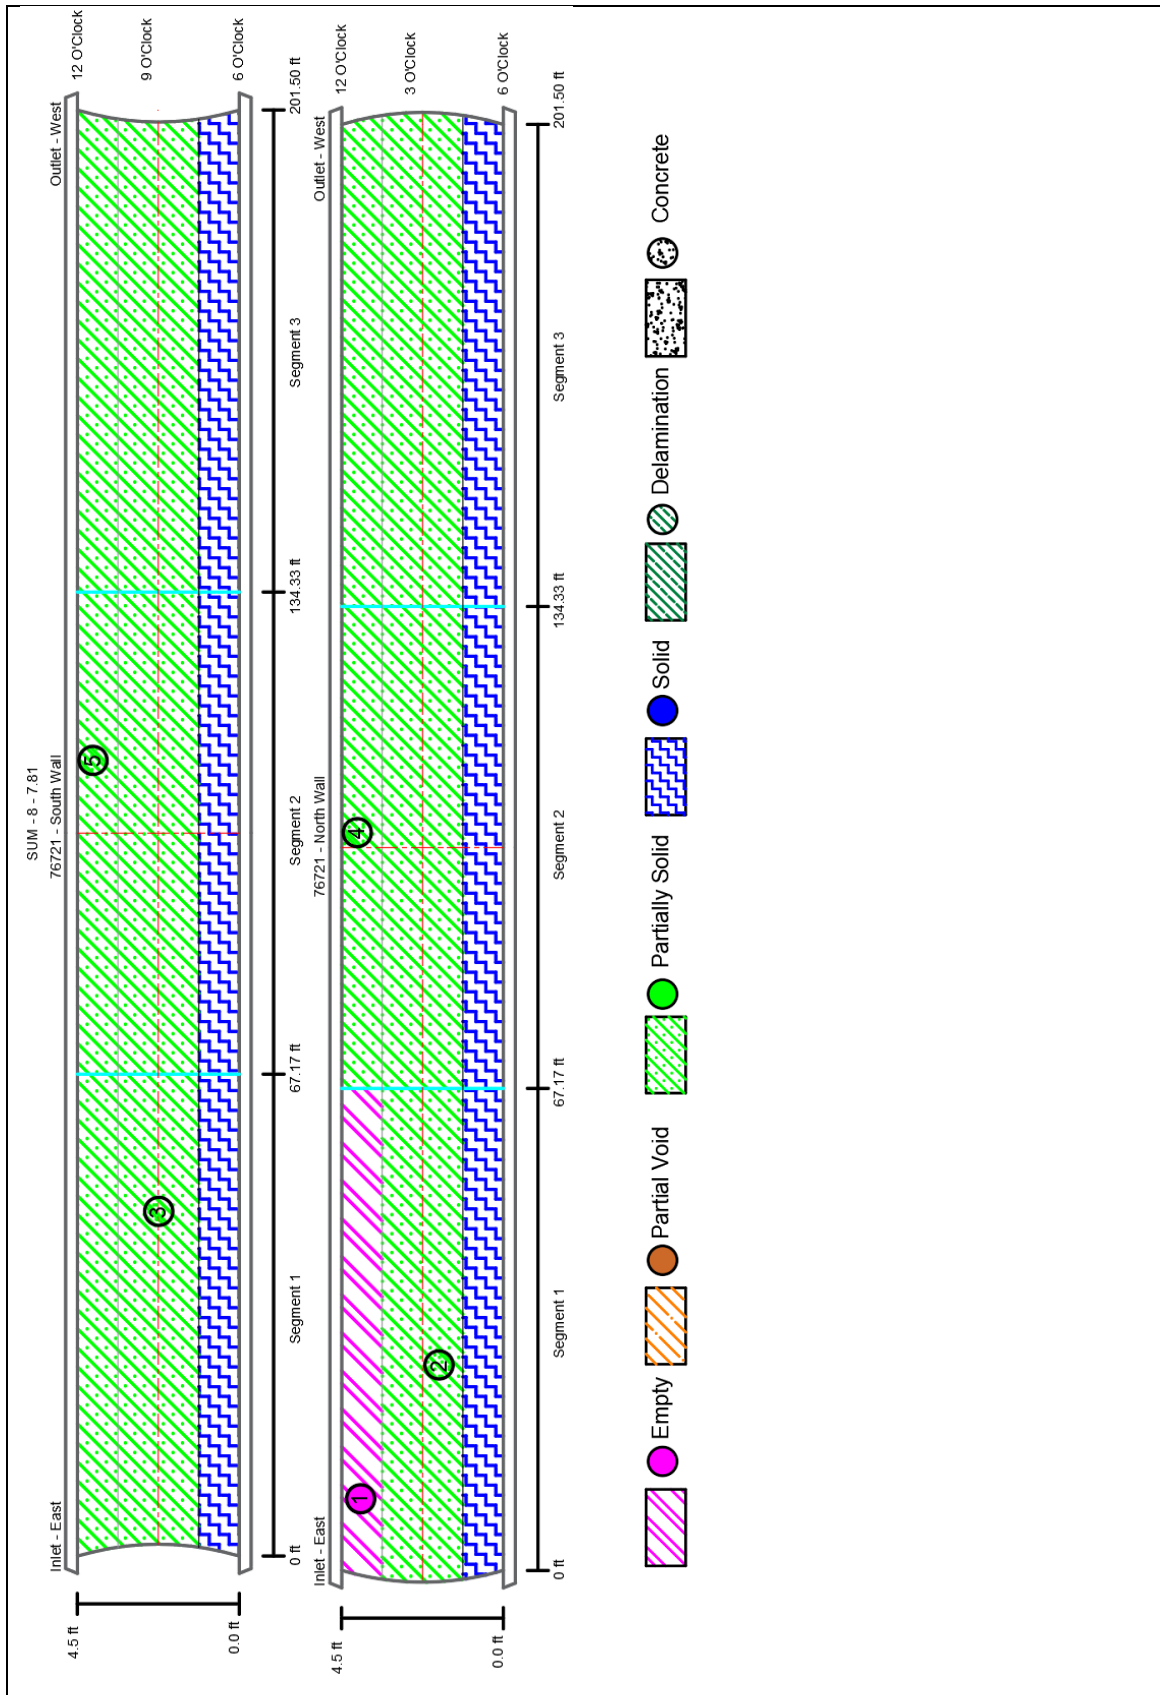 SUM - 8 - 7.81
76721 - South Wall
Inlet - East
Outlet - West
12 O'Clock
9 O'Clock
6 O'Clock
4.5 ft
0.0 ft
3
5
0 ft
67.17 ft
134.33 ft
201.50 ft
Segment 1
Segment 2
Segment 3
76721 - North Wall
Inlet - East
Outlet - West
12 O'Clock
3 O'Clock
6 O'Clock
4.5 ft
0.0 ft
1
2
4
0 ft
67.17 ft
134.33 ft
201.50 ft
Segment 1
Segment 2
Segment 3
Empty
Partial Void
Partially Solid
Solid
Delamination
Concrete